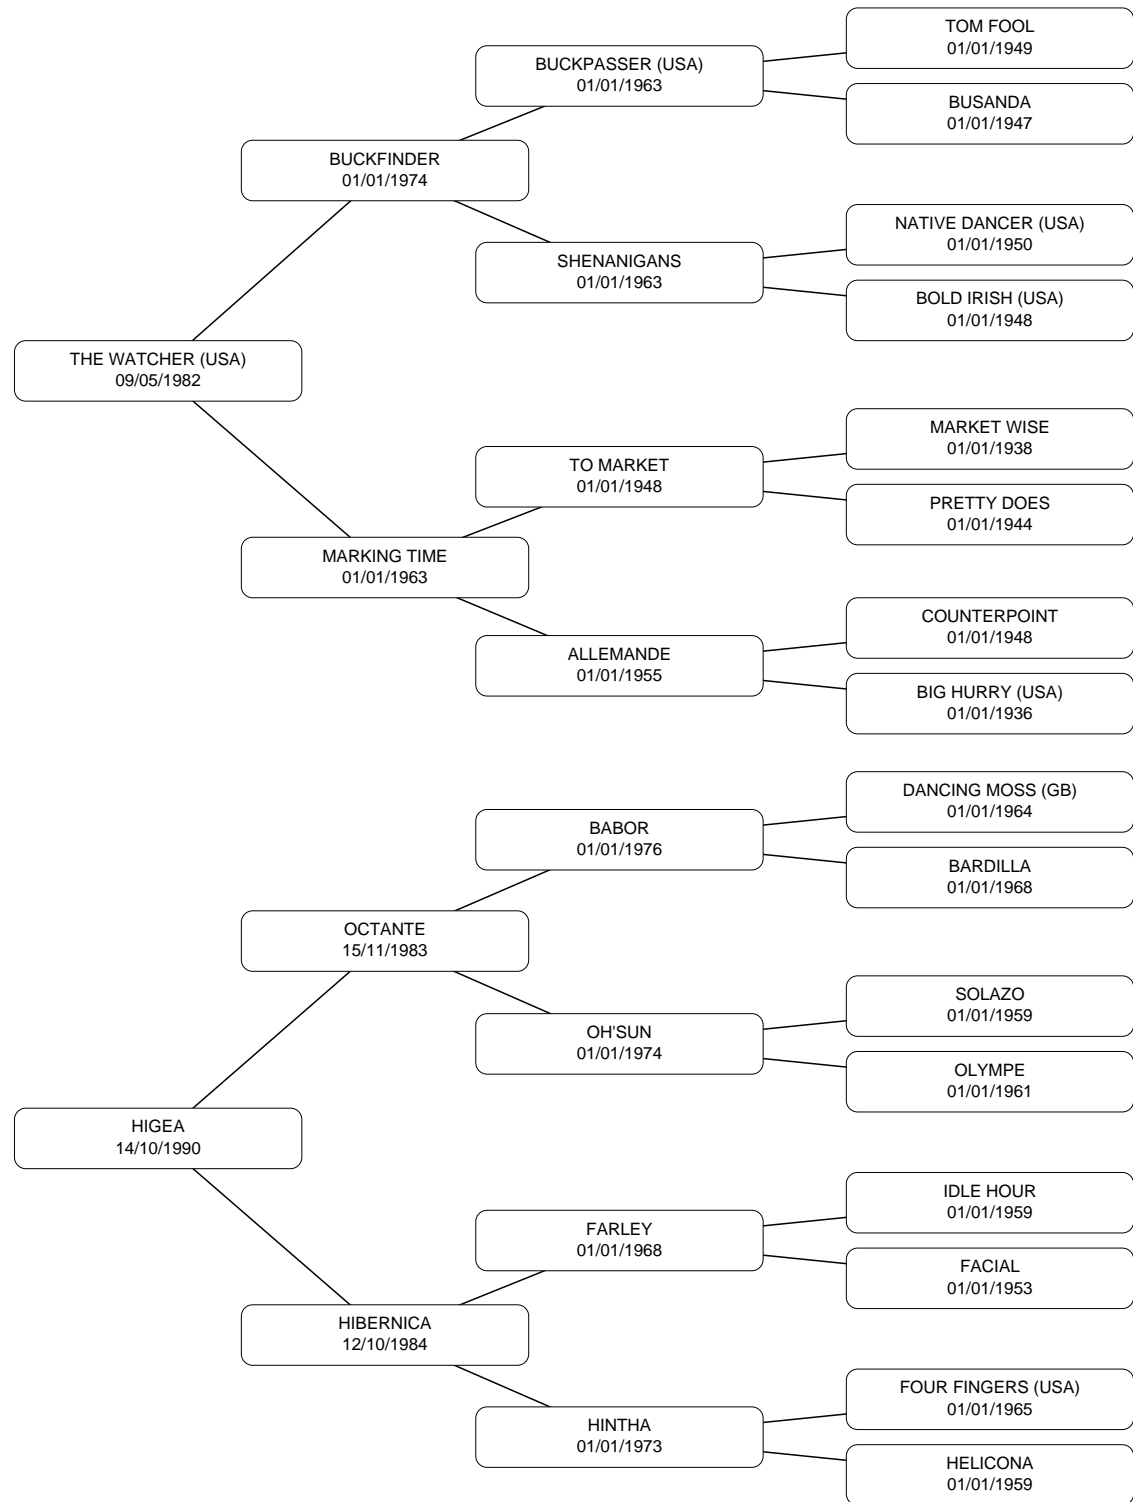 TOM FOOL
01/01/1949
BUCKPASSER (USA)
01/01/1963
BUSANDA
01/01/1947
BUCKFINDER
01/01/1974
NATIVE DANCER (USA)
01/01/1950
SHENANIGANS
01/01/1963
BOLD IRISH (USA)
01/01/1948
THE WATCHER (USA)
09/05/1982
MARKET WISE
01/01/1938
TO MARKET
01/01/1948
PRETTY DOES
01/01/1944
MARKING TIME
01/01/1963
COUNTERPOINT
01/01/1948
ALLEMANDE
01/01/1955
BIG HURRY (USA)
01/01/1936
DANCING MOSS (GB)
01/01/1964
BABOR
01/01/1976
BARDILLA
01/01/1968
OCTANTE
15/11/1983
SOLAZO
01/01/1959
OH'SUN
01/01/1974
OLYMPE
01/01/1961
HIGEA
14/10/1990
IDLE HOUR
01/01/1959
FARLEY
01/01/1968
FACIAL
01/01/1953
HIBERNICA
12/10/1984
FOUR FINGERS (USA)
01/01/1965
HINTHA
01/01/1973
HELICONA
01/01/1959